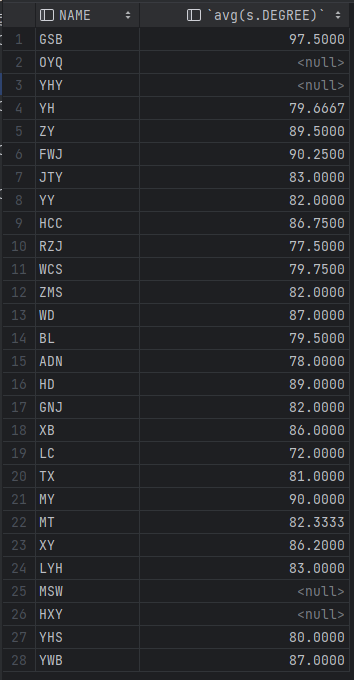 NAME `avg(s.DEGREE)`
1 GSB 97.5000
2 OYQ <null>
3 YHY <null>
4 YH 79.6667
5 ZY 89.5000
6 FWJ 90.2500
7 JTY 83.0000
8 YY 82.0000
9 HCC 86.7500
10 RZJ 77.5000
11 WCS 79.7500
12 ZMS 82.0000
13 WD 87.0000
14 BL 79.5000
15 ADN 78.0000
16 HD 89.0000
17 GNJ 82.0000
18 XB 86.0000
19 LC 72.0000
20 TX 81.0000
21 MY 90.0000
22 MT 82.3333
23 XY 86.2000
24 LYH 83.0000
25 MSW <null>
26 HXY <null>
27 YHS 80.0000
28 YWB 87.0000